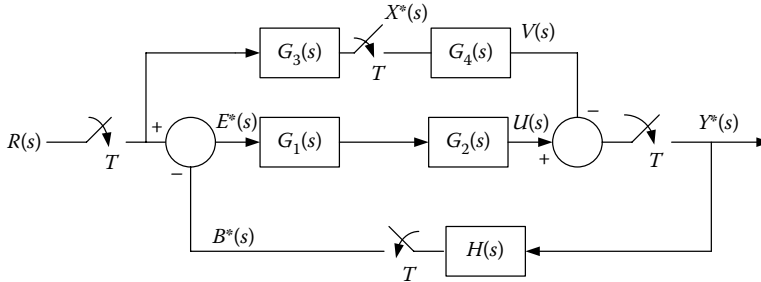 X*(s)
G₃(s)
T
G₄(s)
V(s)
−
R(s)
T
+
E*(s)
G₁(s)
G₂(s)
U(s)
+
T
Y*(s)
−
B*(s)
T
H(s)